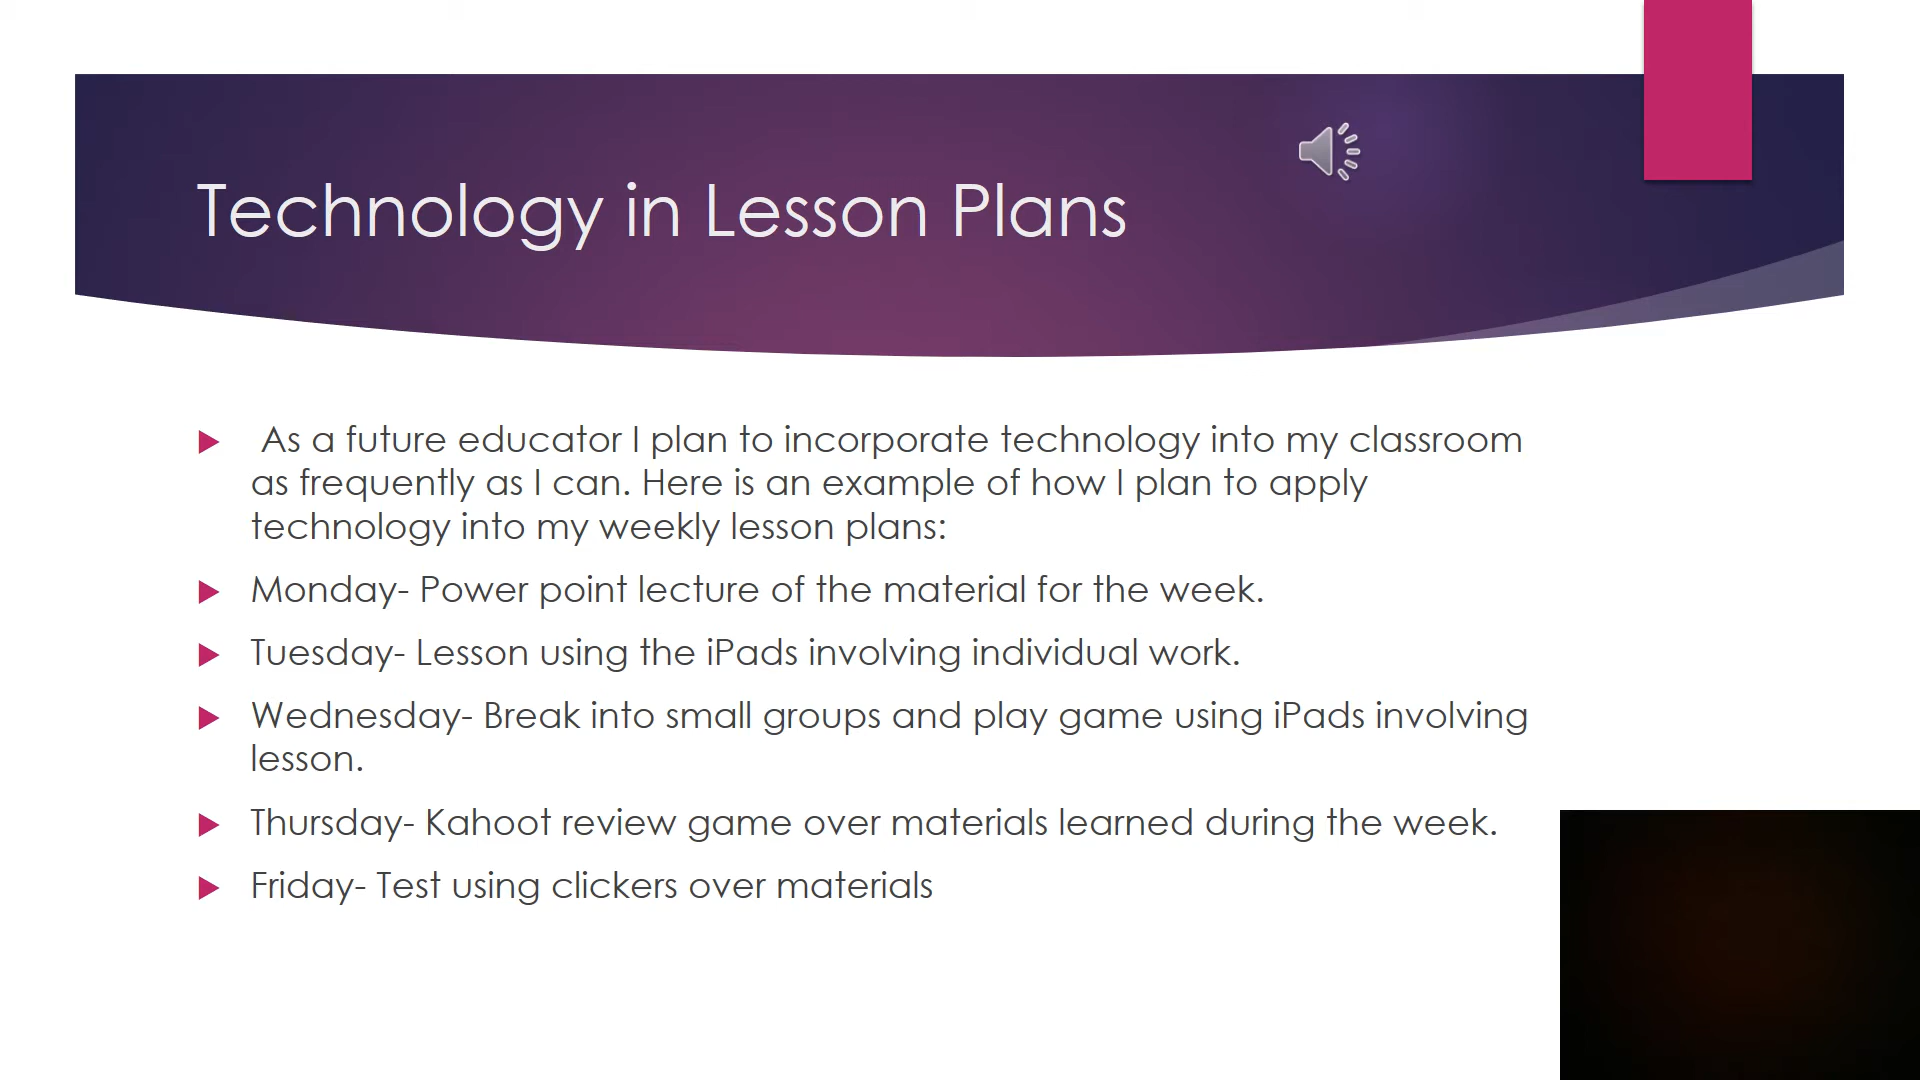 Technology in Lesson Plans
As a future educator I plan to incorporate technology into my classroom
as frequently as I can. Here is an example of how I plan to apply
technology into my weekly lesson plans:
Monday- Power point lecture of the material for the week.
Tuesday- Lesson using the iPads involving individual work.
Wednesday- Break into small groups and play game using iPads involving
lesson.
Thursday- Kahoot review game over materials learned during the week.
Friday- Test using clickers over materials